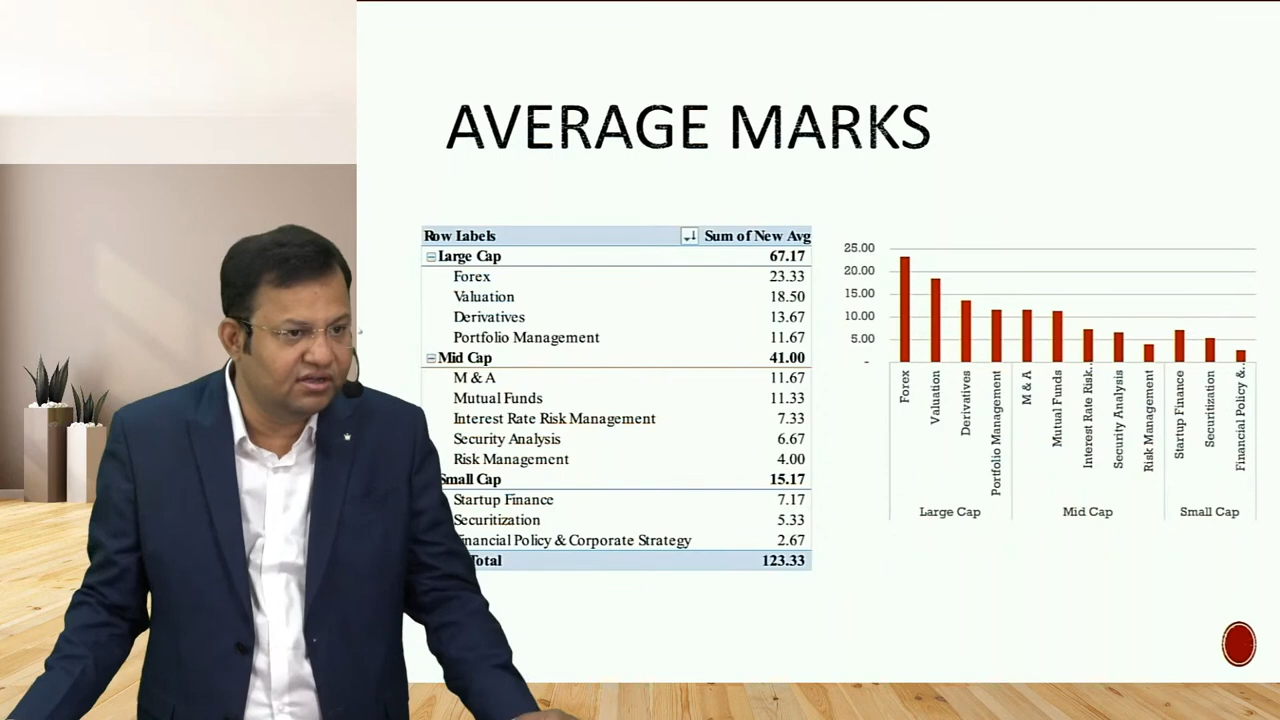 AVERAGE MARKS
Row Labels Sum of New Avg
Large Cap 67.17
Forex 23.33
Valuation 18.50
Derivatives 13.67
Portfolio Management 11.67
Mid Cap 41.00
M & A 11.67
Mutual Funds 11.33
Interest Rate Risk Management 7.33
Security Analysis 6.67
Risk Management 4.00
Small Cap 15.17
Startup Finance 7.17
Securitization 5.33
inancial Policy & Corporate Strategy 2.67
Total 123.33
25.00
20.00
15.00
10.00
5.00
-
Forex
Valuation
Derivatives
Portfolio Management
M & A
Mutual Funds
Interest Rate Risk...
Security Analysis
Risk Management
Startup Finance
Securitization
Financial Policy &...
Large Cap Mid Cap Small Cap